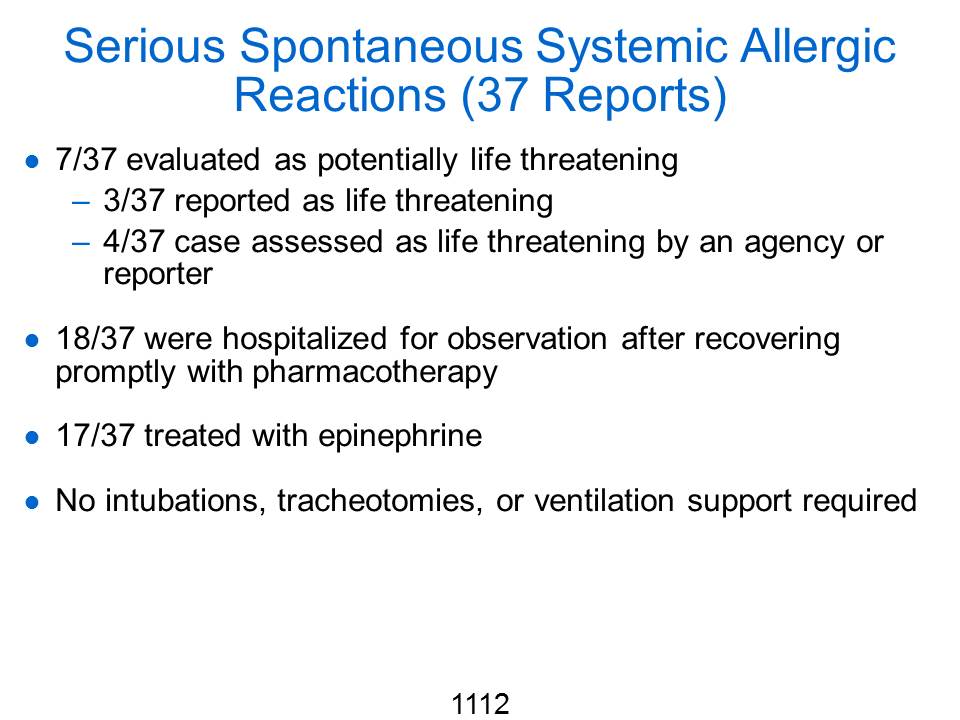 Serious Spontaneous Systemic Allergic
Reactions (37 Reports)
● 7/37 evaluated as potentially life threatening
– 3/37 reported as life threatening
– 4/37 case assessed as life threatening by an agency or
reporter
● 18/37 were hospitalized for observation after recovering
promptly with pharmacotherapy
● 17/37 treated with epinephrine
● No intubations, tracheotomies, or ventilation support required
1112